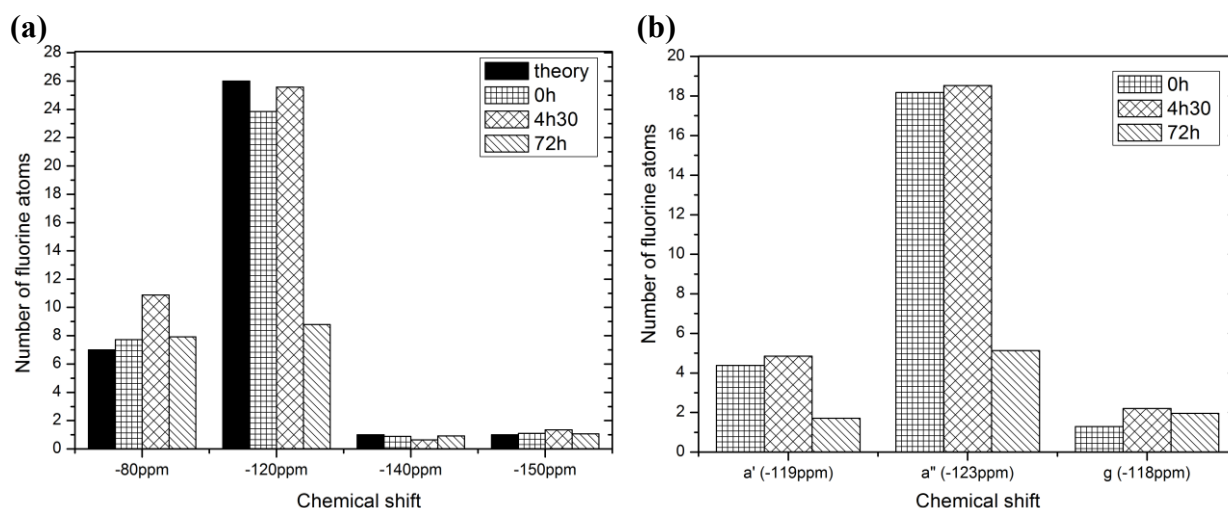 (a)
Number of fluorine atoms
28
26
24
22
20
18
16
14
12
10
8
6
4
2
0
theory
0h
4h30
72h
-80ppm
-120ppm
-140ppm
-150ppm
Chemical shift
(b)
Number of fluorine atoms
20
18
16
14
12
10
8
6
4
2
0
0h
4h30
72h
a' (-119ppm)
a" (-123ppm)
g (-118ppm)
Chemical shift